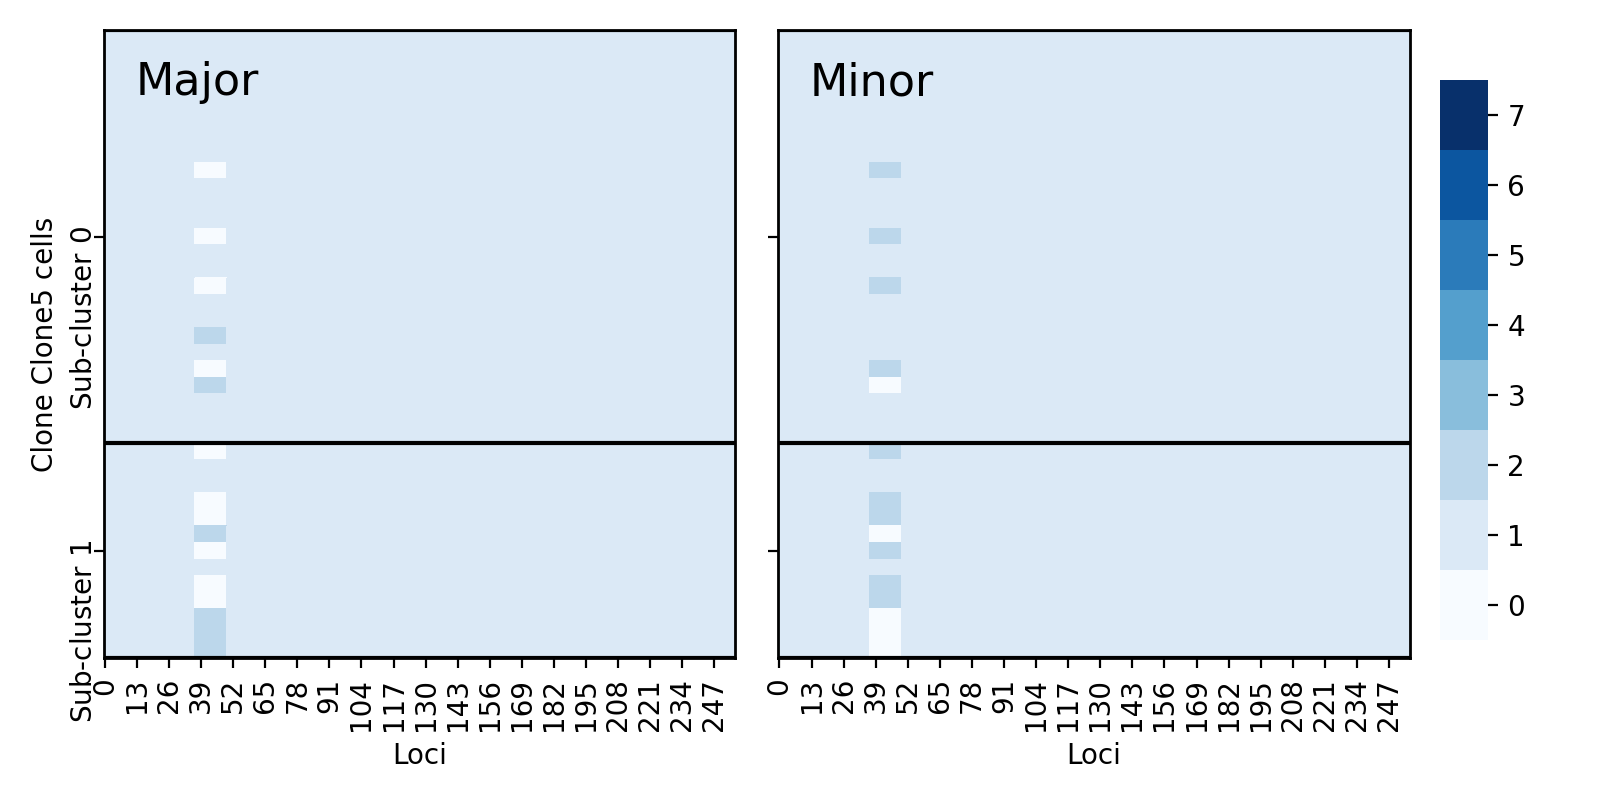 Major
Minor
Clone Clone5 cells
Sub-cluster 0
Sub-cluster 1
0 13 26 39 52 65 78 91 104 117 130 143 156 169 182 195 208 221 234 247
Loci
0 13 26 39 52 65 78 91 104 117 130 143 156 169 182 195 208 221 234 247
Loci
7
6
5
4
3
2
1
0